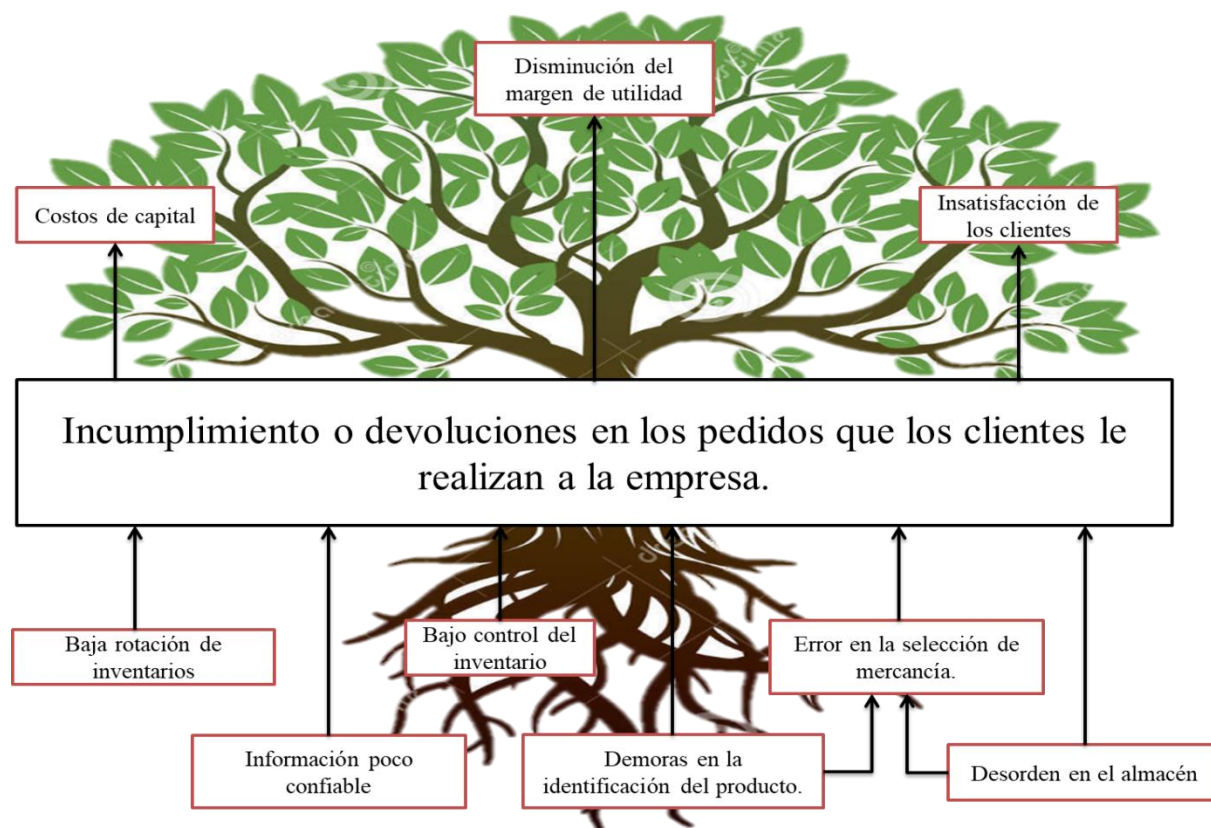 Disminución del
margen de utilidad
Costos de capital
Insatisfacción de
los clientes
Incumplimiento o devoluciones en los pedidos que los clientes le
realizan a la empresa.
Baja rotación de
inventarios
Bajo control del
inventario
Error en la selección de
mercancía.
Información poco
confiable
Demoras en la
identificación del producto.
Desorden en el almacén